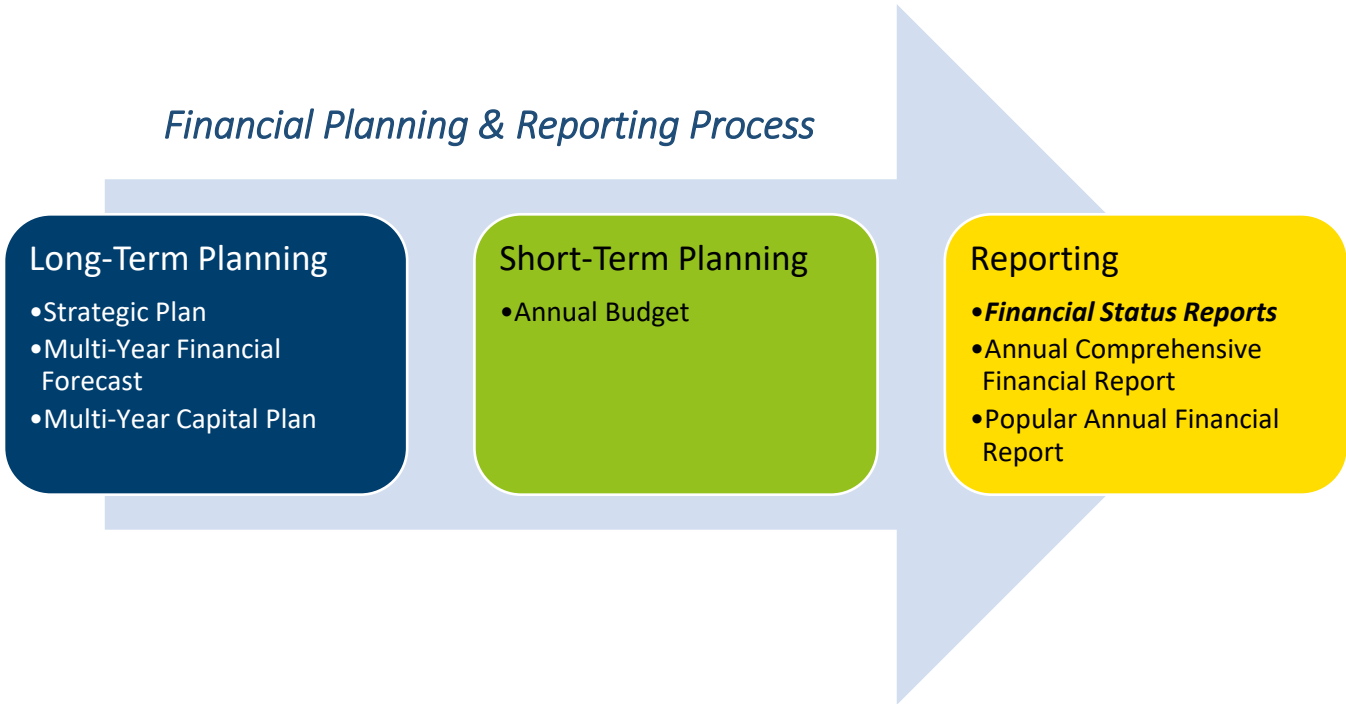 Financial Planning & Reporting Process
Long-Term Planning
•Strategic Plan
•Multi-Year Financial
Forecast
•Multi-Year Capital Plan
Short-Term Planning
•Annual Budget
Reporting
•Financial Status Reports
•Annual Comprehensive
Financial Report
•Popular Annual Financial
Report